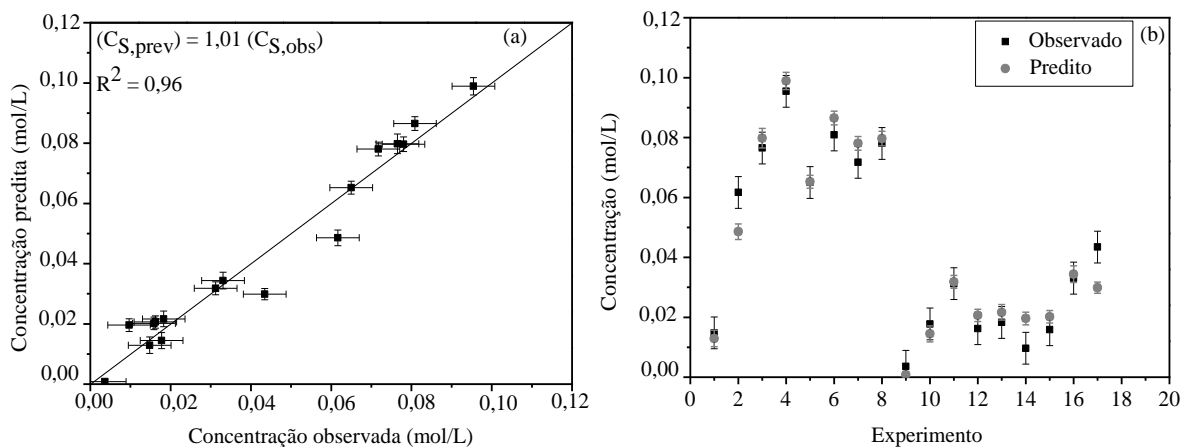 (C_S,prev) = 1,01 (C_S,obs)
R² = 0,96
(a)
Concentração predita (mol/L)
0,12
0,10
0,08
0,06
0,04
0,02
0,00
0,00 0,02 0,04 0,06 0,08 0,10 0,12
Concentração observada (mol/L)
(b)
Observado
Predito
Concentração (mol/L)
0,12
0,10
0,08
0,06
0,04
0,02
0,00
0 2 4 6 8 10 12 14 16 18 20
Experimento